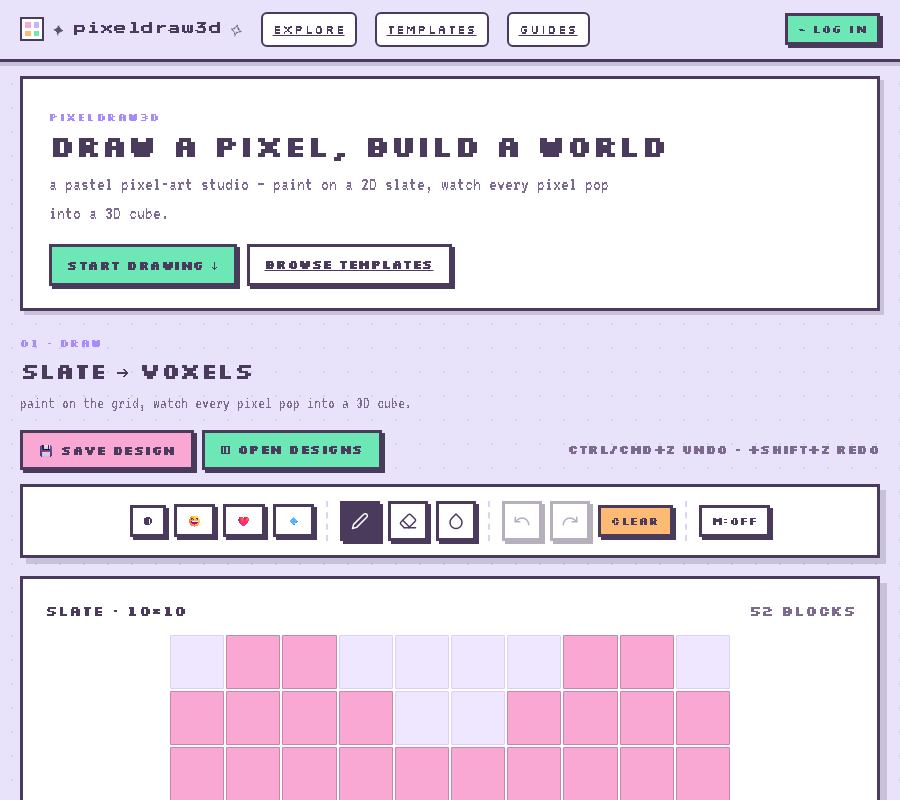 pixeldraw3d
EXPLORE
TEMPLATES
GUIDES
~ LOG IN
PIXELDRAW3D
DRAW A PIXEL, BUILD A WORLD
a pastel pixel-art studio - paint on a 2D slate, watch every pixel pop
into a 3D cube.
START DRAWING ↓
BROWSE TEMPLATES
01 · DRAW
SLATE → VOXELS
paint on the grid, watch every pixel pop into a 3D cube.
SAVE DESIGN
OPEN DESIGNS
CTRL/CMD+Z UNDO · +SHIFT+Z REDO
CLEAR
M:OFF
SLATE · 10×10
52 BLOCKS